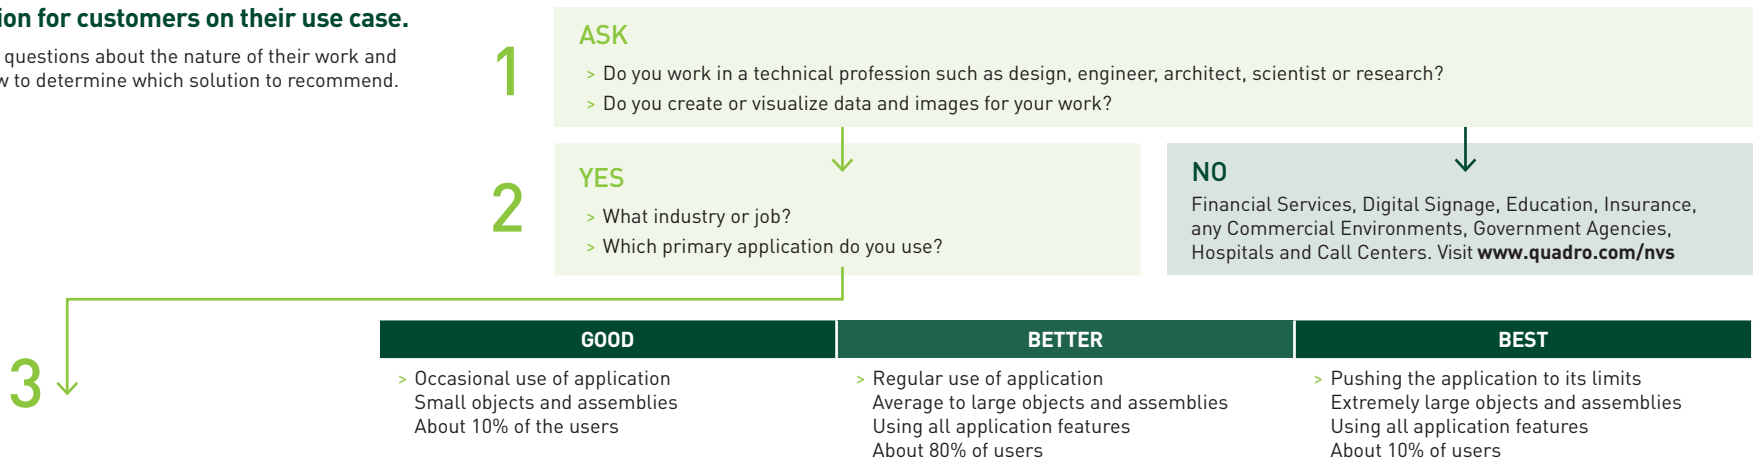 for customers on their use case.
questions about the nature of their work and
to determine which solution to recommend.
1
ASK
> Do you work in a technical profession such as design, engineer, architect, scientist or research?
> Do you create or visualize data and images for your work?
2
YES
> What industry or job?
> Which primary application do you use?
NO
Financial Services, Digital Signage, Education, Insurance,
any Commercial Environments, Government Agencies,
Hospitals and Call Centers. Visit www.quadro.com/nvs
3
GOOD
> Occasional use of application
Small objects and assemblies
About 10% of the users
BETTER
> Regular use of application
Average to large objects and assemblies
Using all application features
About 80% of users
BEST
> Pushing the application to its limits
Extremely large objects and assemblies
Using all application features
About 10% of users